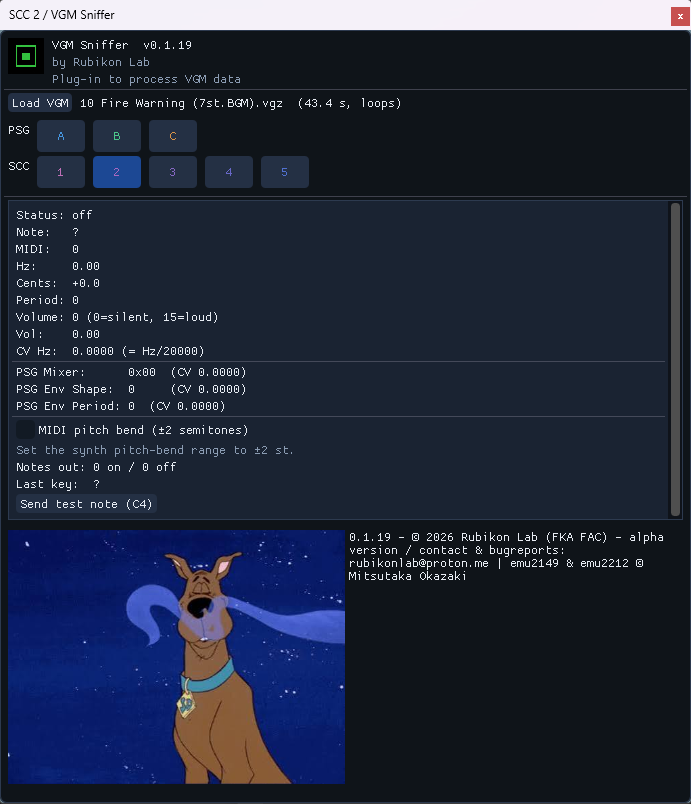 SCC 2 / VGM Sniffer
x
VGM Sniffer  v0.1.19
by Rubikon Lab
Plug-in to process VGM data
Load VGM  10 Fire Warning (7st.BGM).vgz  (43.4 s, loops)
PSG  A  B  C
SCC  1  2  3  4  5
Status: off
Note:   ?
MIDI:   0
Hz:     0.00
Cents:  +0.0
Period: 0
Volume: 0 (0=silent, 15=loud)
Vol:    0.00
CV Hz:  0.0000 (= Hz/20000)
PSG Mixer:      0x00  (CV 0.0000)
PSG Env Shape:  0     (CV 0.0000)
PSG Env Period: 0  (CV 0.0000)
MIDI pitch bend (±2 semitones)
Set the synth pitch-bend range to ±2 st.
Notes out: 0 on / 0 off
Last key:  ?
Send test note (C4)
0.1.19 - © 2026 Rubikon Lab (FKA FAC) - alpha
version / contact & bugreports:
rubikonlab@proton.me | emu2149 & emu2212 ©
Mitsutaka Okazaki
SD